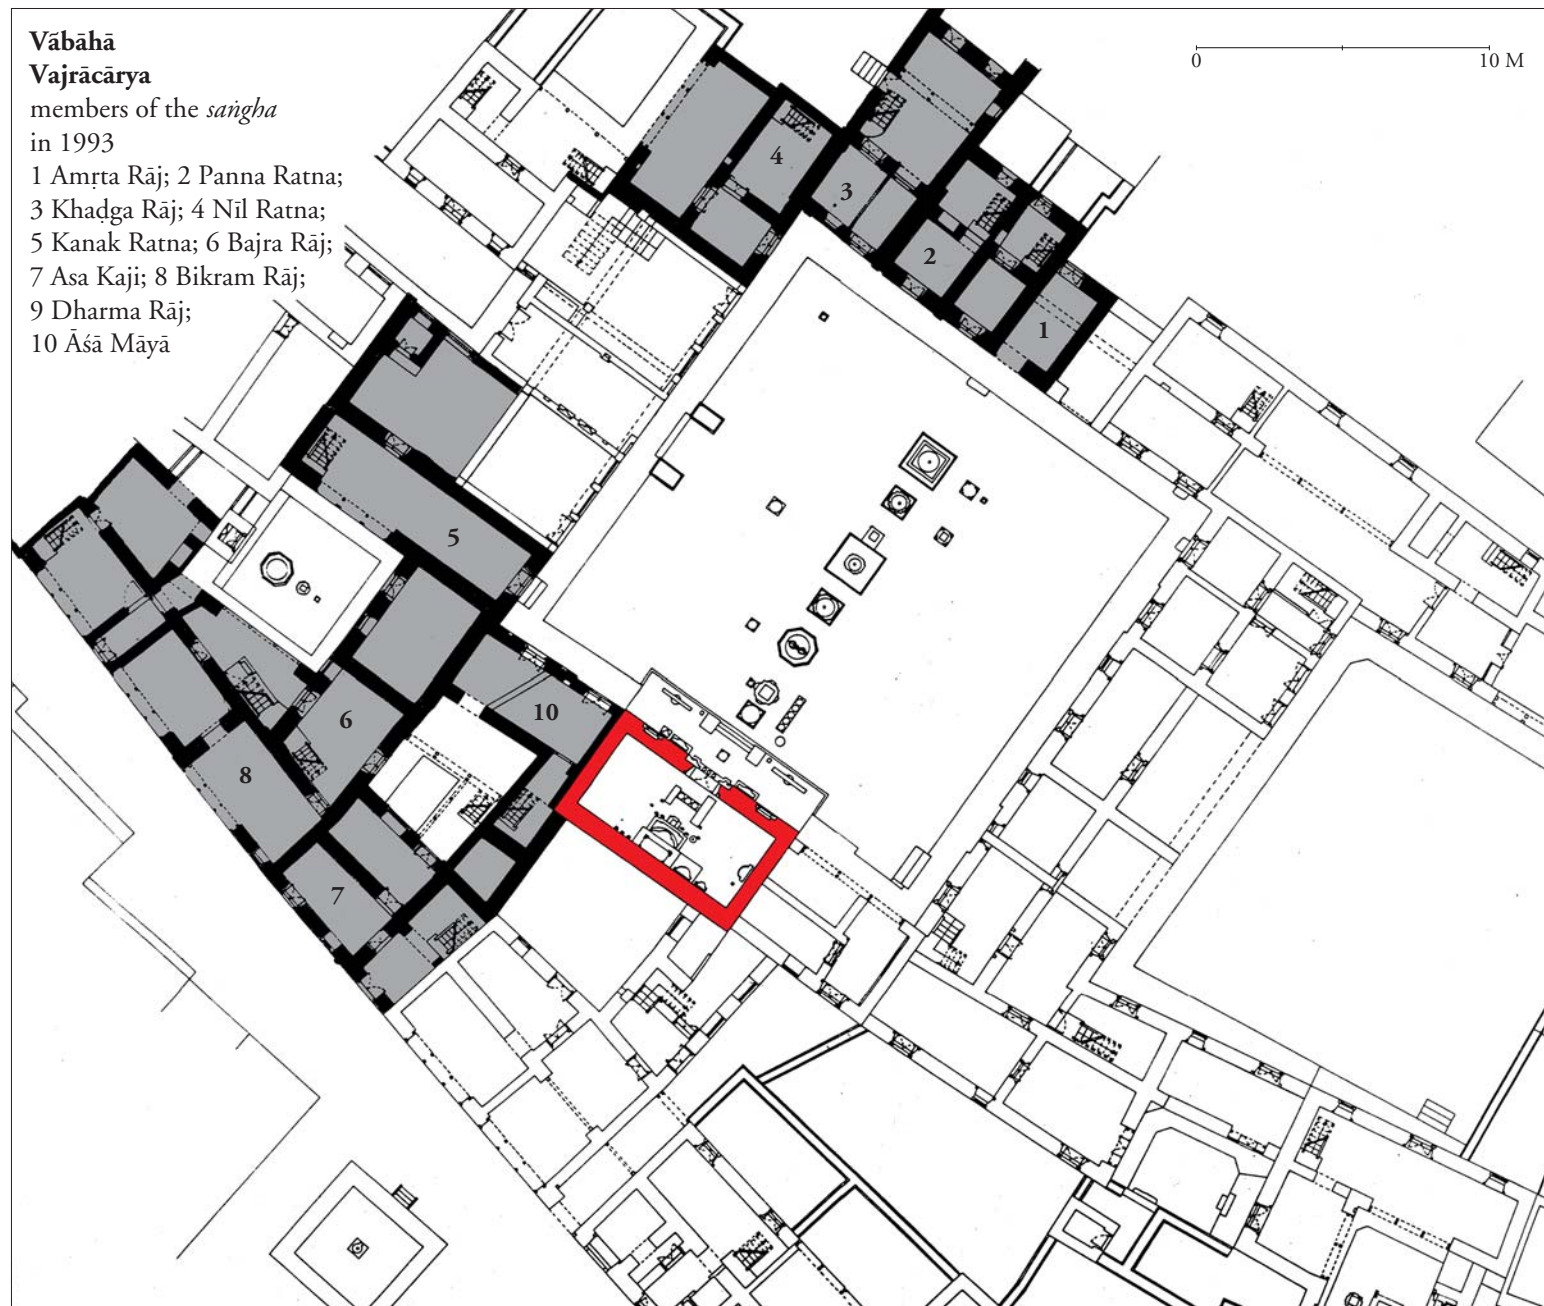 Vābāhā
Vajrācārya
members of the saṅgha
in 1993
1 Amṛta Rāj; 2 Panna Ratna;
3 Khaḍga Rāj; 4 Nīl Ratna;
5 Kanak Ratna; 6 Bajra Rāj;
7 Asa Kaji; 8 Bikram Rāj;
9 Dharma Rāj;
10 Āśā Māyā
0 10 M
4
3
2
1
5
6
10
8
7